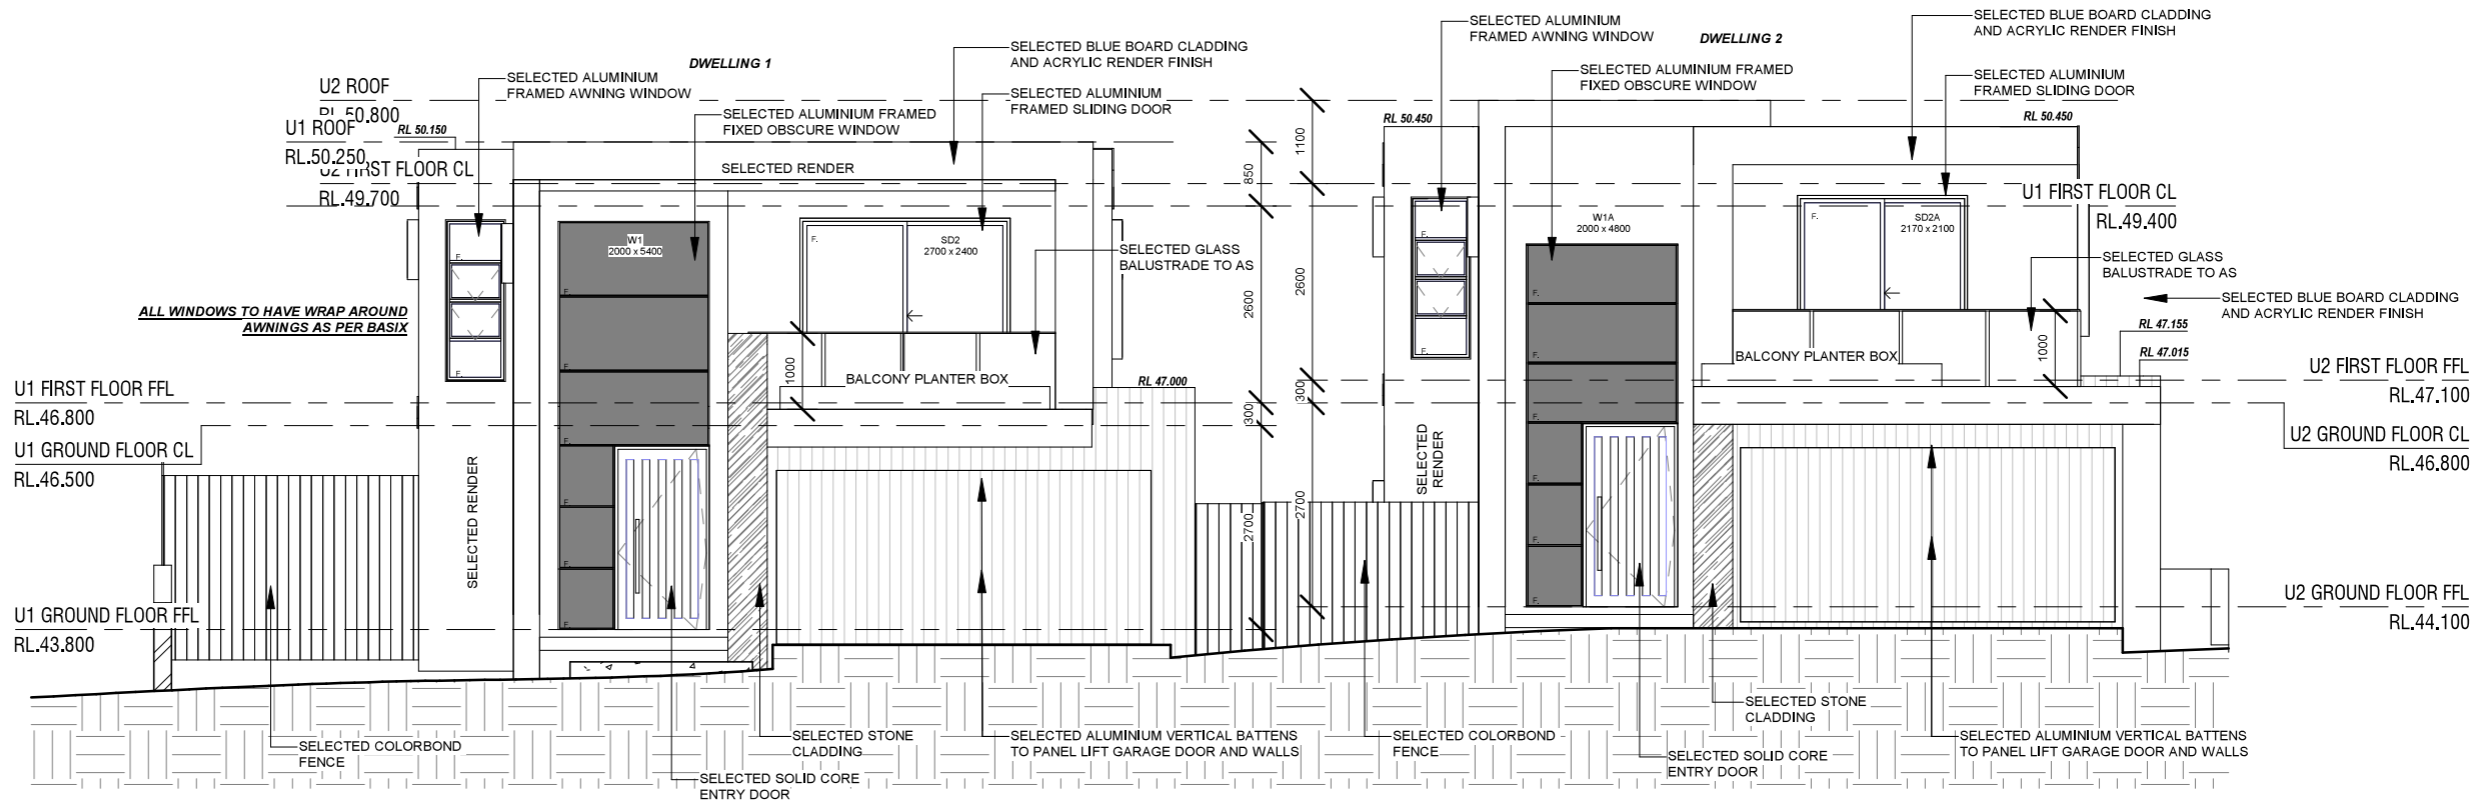 SELECTED ALUMINIUM
FRAMED AWNING WINDOW
DWELLING 2
SELECTED BLUE BOARD CLADDING
AND ACRYLIC RENDER FINISH
SELECTED BLUE BOARD CLADDING
AND ACRYLIC RENDER FINISH
DWELLING 1
SELECTED ALUMINIUM
FRAMED AWNING WINDOW
SELECTED ALUMINIUM FRAMED
FIXED OBSCURE WINDOW
SELECTED ALUMINIUM
FRAMED SLIDING DOOR
U2 ROOF
RL.50.800
SELECTED ALUMINIUM
FRAMED SLIDING DOOR
SELECTED ALUMINIUM FRAMED
FIXED OBSCURE WINDOW
U1 ROOF
RL.50.250
RL 50.150
RL 50.450
RL 50.450
1100
850
SELECTED RENDER
U2 FIRST FLOOR CL
RL.49.700
U1 FIRST FLOOR CL
RL.49.400
F.
W1
2000 x 5400
F.
SD2
2700 x 2400
SELECTED GLASS
BALUSTRADE TO AS
2600
2600
F.
W1A
2000 x 4800
F.
SD2A
2170 x 2100
SELECTED GLASS
BALUSTRADE TO AS
ALL WINDOWS TO HAVE WRAP AROUND
AWNINGS AS PER BASIX
SELECTED BLUE BOARD CLADDING
AND ACRYLIC RENDER FINISH
F.
F.
F.
F.
RL 47.155
RL 47.015
1000
1000
BALCONY PLANTER BOX
BALCONY PLANTER BOX
F.
F.
F.
F.
RL 47.000
U1 FIRST FLOOR FFL
RL.46.800
300
300
U2 FIRST FLOOR FFL
RL.47.100
U1 GROUND FLOOR CL
RL.46.500
U2 GROUND FLOOR CL
RL.46.800
F.
F.
SELECTED RENDER
SELECTED
RENDER
2700
2700
F.
F.
F.
F.
F.
F.
U1 GROUND FLOOR FFL
RL.43.800
U2 GROUND FLOOR FFL
RL.44.100
SELECTED COLORBOND
FENCE
SELECTED SOLID CORE
ENTRY DOOR
SELECTED STONE
CLADDING
SELECTED ALUMINIUM VERTICAL BATTENS
TO PANEL LIFT GARAGE DOOR AND WALLS
SELECTED COLORBOND
FENCE
SELECTED SOLID CORE
ENTRY DOOR
SELECTED STONE
CLADDING
SELECTED ALUMINIUM VERTICAL BATTENS
TO PANEL LIFT GARAGE DOOR AND WALLS